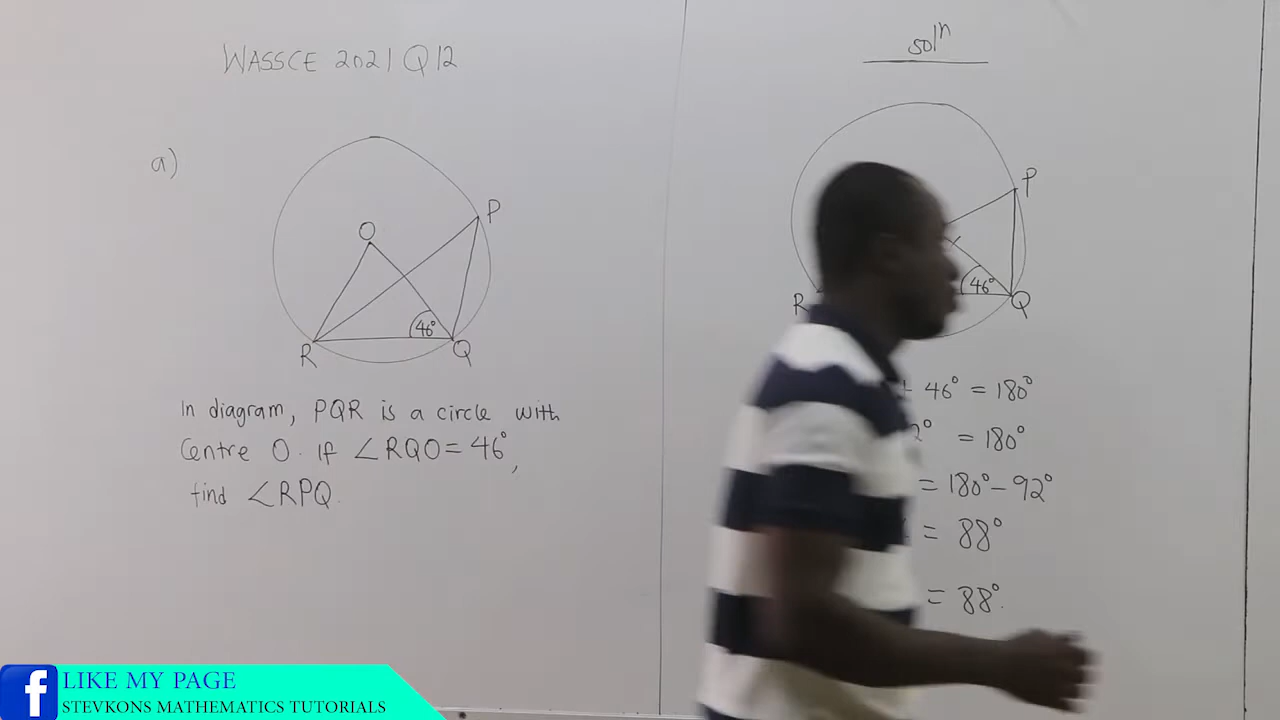 WASSCE 2021 Q12
a)
O
P
46°
R
Q
In diagram, PQR is a circle with
Centre O. If ∠RQO = 46°,
find ∠RPQ.
soln
P
46°
R
Q
+ 46° = 180°
2° = 180°
= 180° - 92°
= 88°
= 88°.
f LIKE MY PAGE
STEVKONS MATHEMATICS TUTORIALS